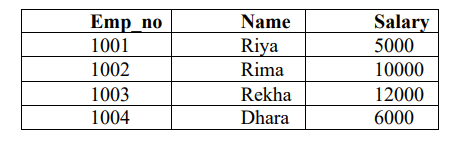 Emp_no Name Salary
1001 Riya 5000
1002 Rima 10000
1003 Rekha 12000
1004 Dhara 6000